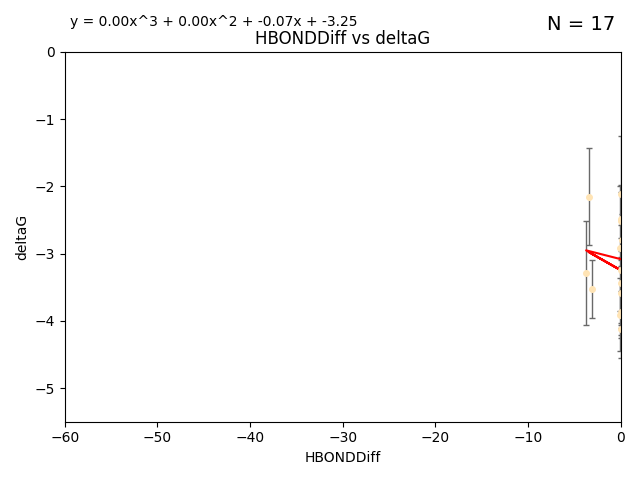 y = 0.00x^3 + 0.00x^2 + -0.07x + -3.25
N = 17
HBONDDiff vs deltaG
0
−1
−2
−3
−4
−5
deltaG
−60 −50 −40 −30 −20 −10 0
HBONDDiff